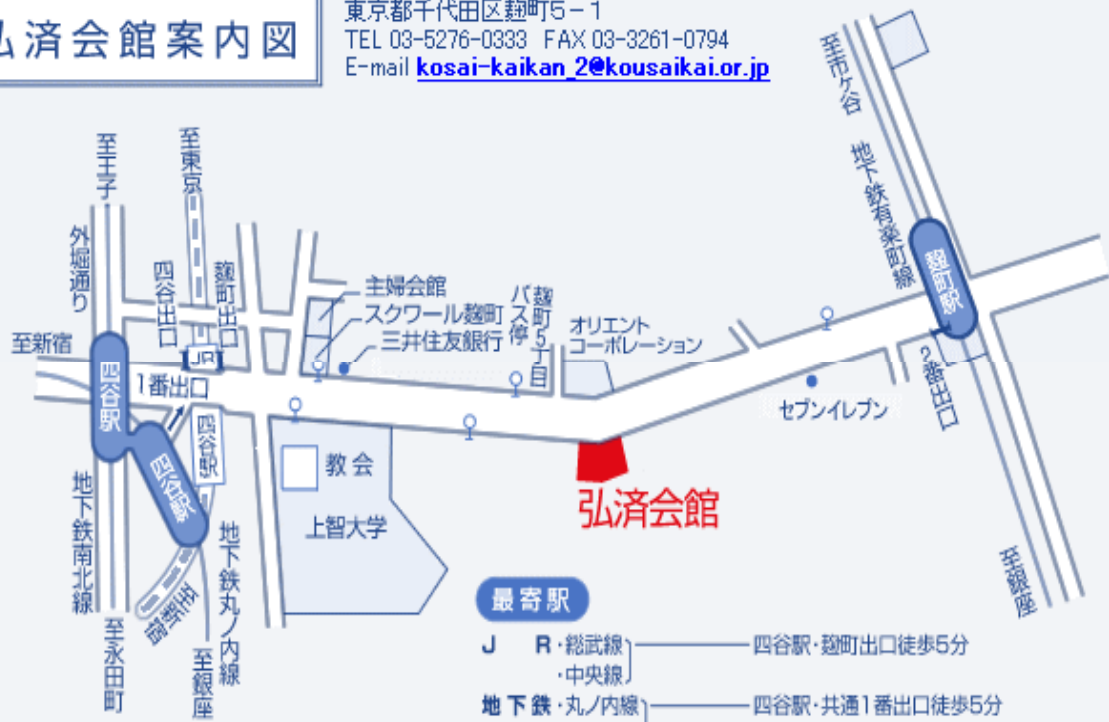 弘済会館案内図
東京都千代田区麹町5－1
TEL 03-5276-0333 FAX 03-3261-0794
E-mail kosai-kaikan_2@kousaikai.or.jp
至市ケ谷
地下鉄有楽町線
麹町駅
2番出口
至銀座
至王子
至東京
外堀通り
四谷出口
麹町出口
主婦会館
スクワール麹町
三井住友銀行
麹町5丁目
バス停
オリエント
コーポレーション
至新宿
JR
四谷駅
1番出口
四谷駅
四谷駅
セブンイレブン
教会
上智大学
弘済会館
地下鉄南北線
至永田町
至新宿
地下鉄丸ノ内線
至銀座
最寄駅
J R・総武線 四谷駅・麹町出口徒歩5分
・中央線
地下鉄・丸ノ内線 四谷駅・共通1番出口徒歩5分